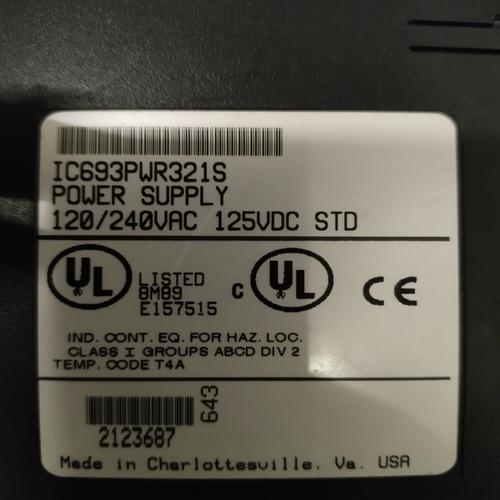 IC693PWR321S
POWER SUPPLY
120/240VAC 125VDC STD
UL LISTED
8M89
E157515
C UL CE
IND. CONT. EQ. FOR HAZ. LOC.
CLASS I GROUPS ABCD DIV 2
TEMP. CODE T4A
643
2123687
Made in Charlottesville, Va. USA